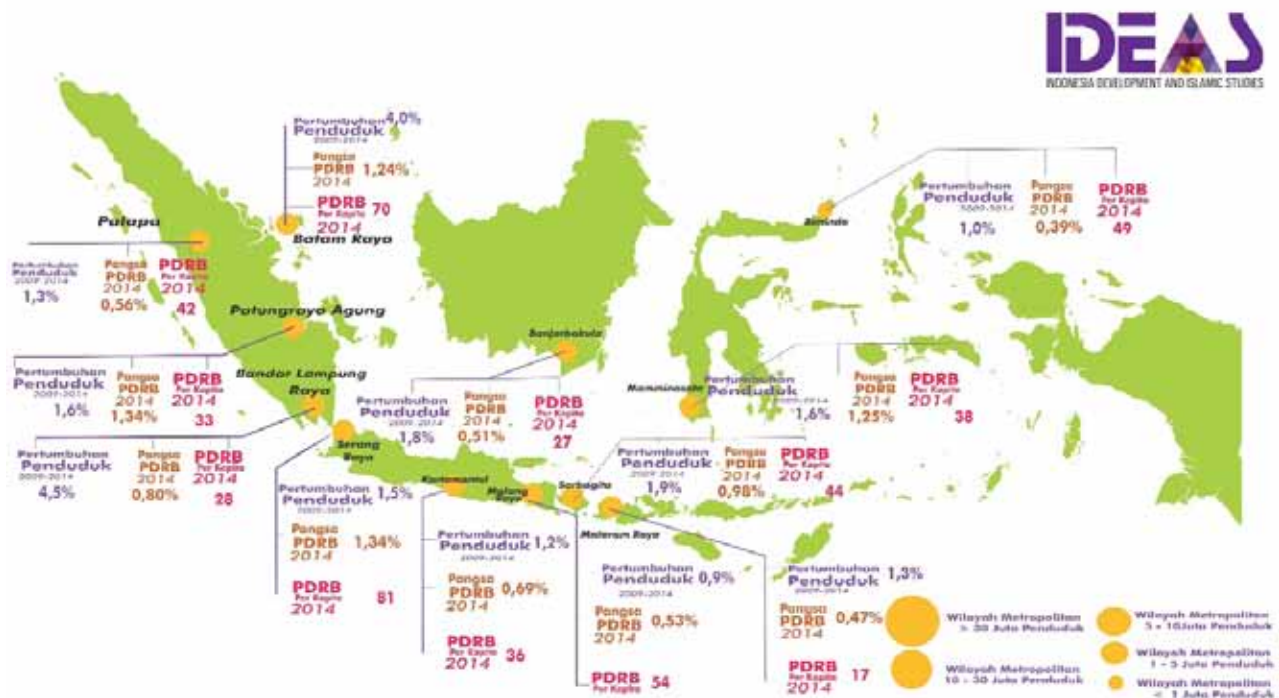 IDEAS
INDONESIA DEVELOPMENT AND ISLAMIC STUDIES
Pertumbuhan Penduduk 2009-2014 4,0%
Pangsa PDRB 2014 1,24%
PDRB Per Kapita 2014 70
Batam Raya
Palapa
Pertumbuhan Penduduk 2009-2014 1,3%
Pangsa PDRB 2014 0,56%
PDRB Per Kapita 2014 42
Patungraya Agung
Pertumbuhan Penduduk 2009-2014 1,6%
Pangsa PDRB 2014 1,34%
PDRB Per Kapita 2014 33
Bandar Lampung Raya
Pertumbuhan Penduduk 2009-2014 4,5%
Pangsa PDRB 2014 0,80%
PDRB Per Kapita 2014 28
Bimindo
Pertumbuhan Penduduk 2009-2014 1,0%
Pangsa PDRB 2014 0,39%
PDRB Per Kapita 2014 49
Banjarbakula
Pertumbuhan Penduduk 2009-2014 1,8%
Pangsa PDRB 2014 0,51%
PDRB Per Kapita 2014 27
Mamminasata
Pertumbuhan Penduduk 2009-2014 1,6%
Pangsa PDRB 2014 1,25%
PDRB Per Kapita 2014 38
Serang Raya
Pertumbuhan Penduduk 2009-2014 1,5%
Pangsa PDRB 2014 1,34%
PDRB Per Kapita 2014 81
Kartamantul
Pertumbuhan Penduduk 2009-2014 1,2%
Pangsa PDRB 2014 0,69%
PDRB Per Kapita 2014 36
Malang Raya
Pertumbuhan Penduduk 2009-2014 0,9%
Pangsa PDRB 2014 0,53%
PDRB Per Kapita 2014 54
Sarbagita
Pertumbuhan Penduduk 2009-2014 1,9%
Pangsa PDRB 2014 0,98%
PDRB Per Kapita 2014 44
Mataram Raya
Pertumbuhan Penduduk 2009-2014 1,3%
Pangsa PDRB 2014 0,47%
PDRB Per Kapita 2014 17
Wilayah Metropolitan
> 30 Juta Penduduk
Wilayah Metropolitan
10 - 30 Juta Penduduk
Wilayah Metropolitan
5 - 10 Juta Penduduk
Wilayah Metropolitan
1 - 5 Juta Penduduk
Wilayah Metropolitan
< 1 Juta Penduduk